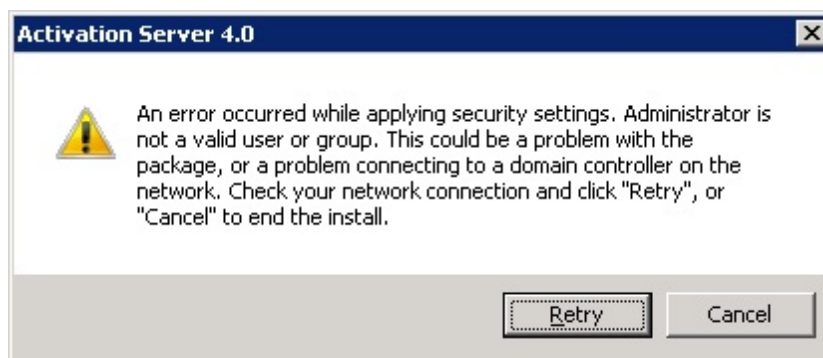 Activation Server 4.0
An error occurred while applying security settings. Administrator is
not a valid user or group. This could be a problem with the
package, or a problem connecting to a domain controller on the
network. Check your network connection and click "Retry", or
"Cancel" to end the install.
Retry
Cancel